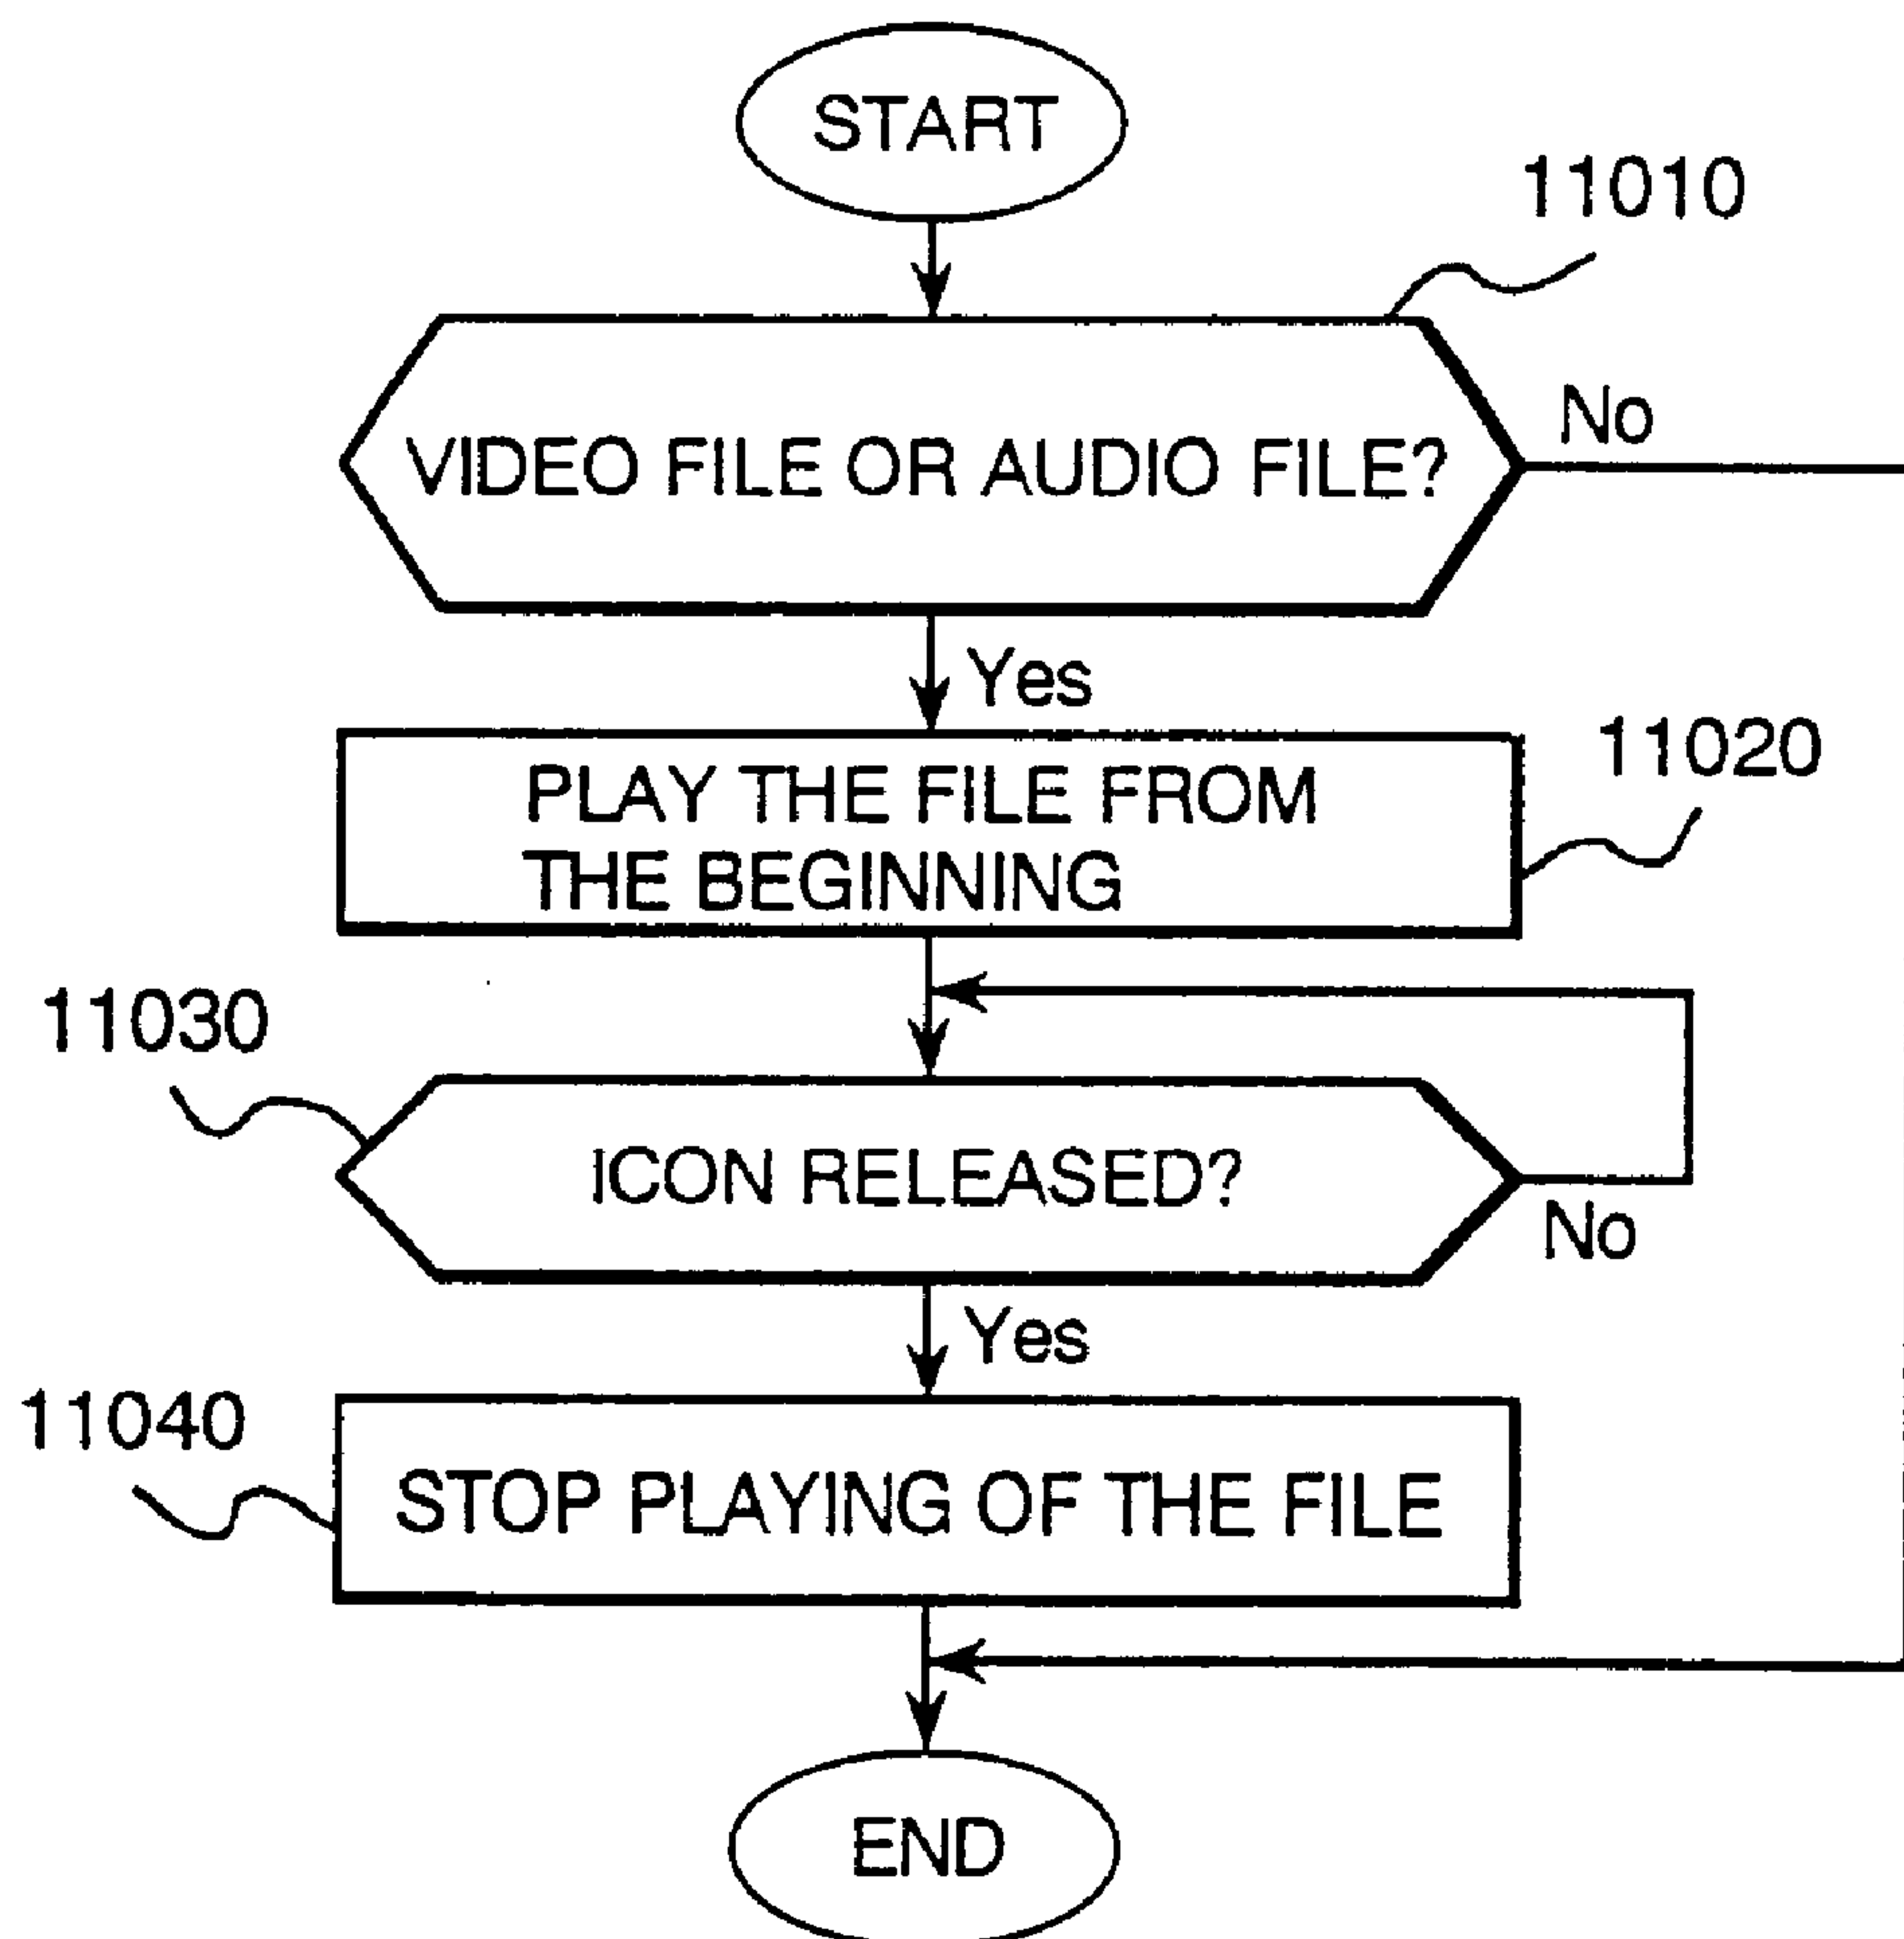 START
11010
VIDEO FILE OR AUDIO FILE?
No
Yes
PLAY THE FILE FROM
THE BEGINNING
11020
11030
ICON RELEASED?
No
Yes
11040
STOP PLAYING OF THE FILE
END